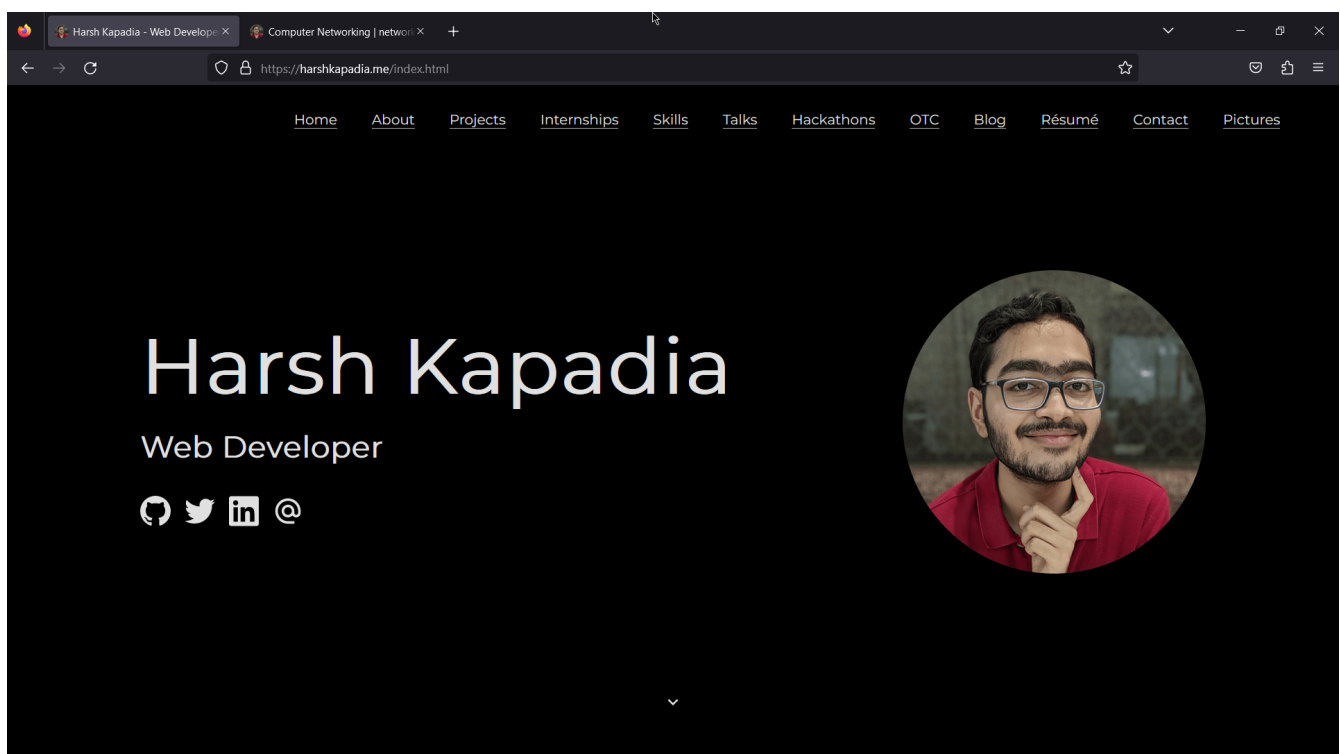 Harsh Kapadia - Web Develope
Computer Networking | networ
https://harshkapadia.me/index.html
Home About Projects Internships Skills Talks Hackathons OTC Blog Résumé Contact Pictures
Harsh Kapadia
Web Developer
in @